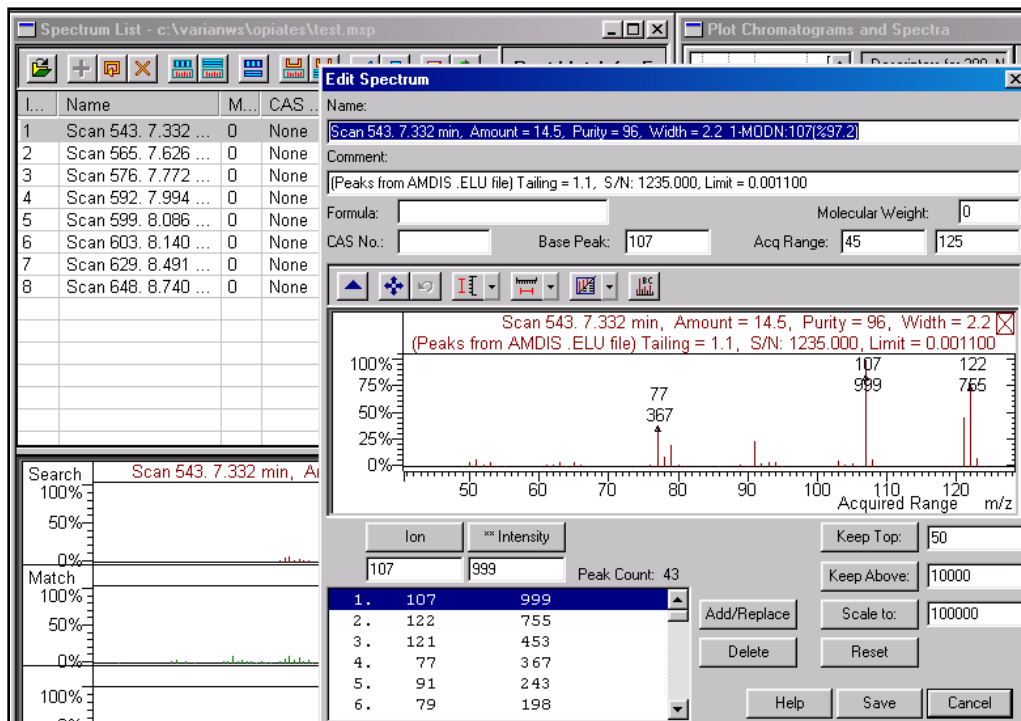 Spectrum List - c:\varianws\opiates\test.msp
Plot Chromatograms and Spectra
Edit Spectrum
I... Name M... CAS ..
1 Scan 543. 7.332 ... 0 None
2 Scan 565. 7.626 ... 0 None
3 Scan 576. 7.772 ... 0 None
4 Scan 592. 7.994 ... 0 None
5 Scan 599. 8.086 ... 0 None
6 Scan 603. 8.140 ... 0 None
7 Scan 629. 8.491 ... 0 None
8 Scan 648. 8.740 ... 0 None
Name:
Scan 543. 7.332 min, Amount = 14.5, Purity = 96, Width = 2.2 1-MODN:107(%97.2)
Comment:
(Peaks from AMDIS .ELU file) Tailing = 1.1, S/N: 1235.000, Limit = 0.001100
Formula:
Molecular Weight: 0
CAS No.:
Base Peak: 107
Acq Range: 45 125
Scan 543. 7.332 min, Amount = 14.5, Purity = 96, Width = 2.2
(Peaks from AMDIS .ELU file) Tailing = 1.1, S/N: 1235.000, Limit = 0.001100
100%
75%
50%
25%
0%
77
367
107
999
122
755
50 60 70 80 90 100 110 120
Acquired Range m/z
Search
Scan 543. 7.332 min, A
100%
50%
0%
Match
100%
50%
0%
100%
Ion
** Intensity
107
999
Peak Count: 43
1. 107 999
2. 122 755
3. 121 453
4. 77 367
5. 91 243
6. 79 198
Add/Replace
Delete
Keep Top: 50
Keep Above: 10000
Scale to: 100000
Reset
Help
Save
Cancel